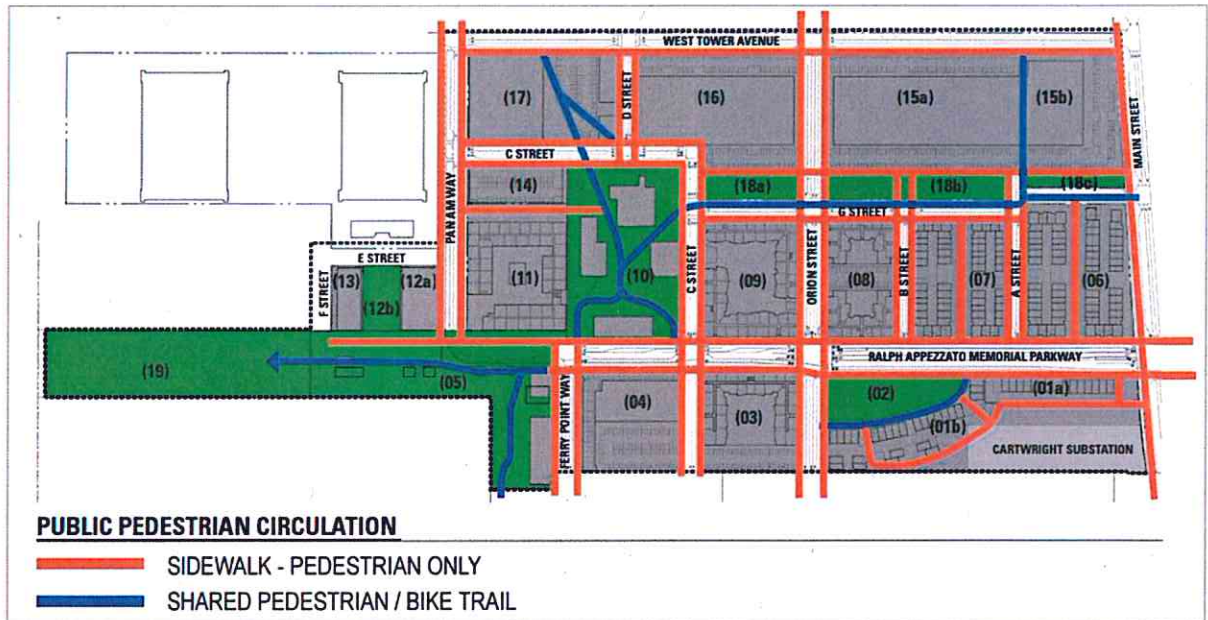 WEST TOWER AVENUE
(17)
D STREET
(16)
(15a)
(15b)
MAIN STREET
C STREET
PAN AM WAY
(14)
(18a)
(18b)
(18c)
G STREET
E STREET
F STREET
(13)
(12b)
(12a)
(11)
(10)
C STREET
(09)
ORION STREET
(08)
B STREET
(07)
A STREET
(06)
RALPH APPEZZATO MEMORIAL PARKWAY
(19)
(05)
FERRY POINT WAY
(04)
(03)
(02)
(01a)
(01b)
CARTWRIGHT SUBSTATION
PUBLIC PEDESTRIAN CIRCULATION
SIDEWALK - PEDESTRIAN ONLY
SHARED PEDESTRIAN / BIKE TRAIL